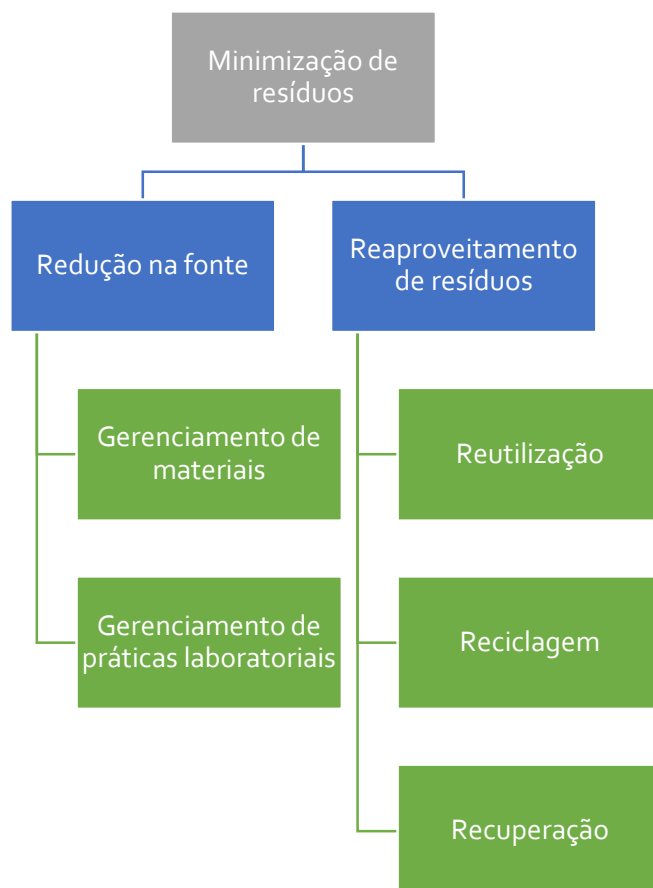 Minimização de
resíduos
Redução na fonte
Reaproveitamento
de resíduos
Gerenciamento de
materiais
Reutilização
Gerenciamento de
práticas laboratoriais
Reciclagem
Recuperação